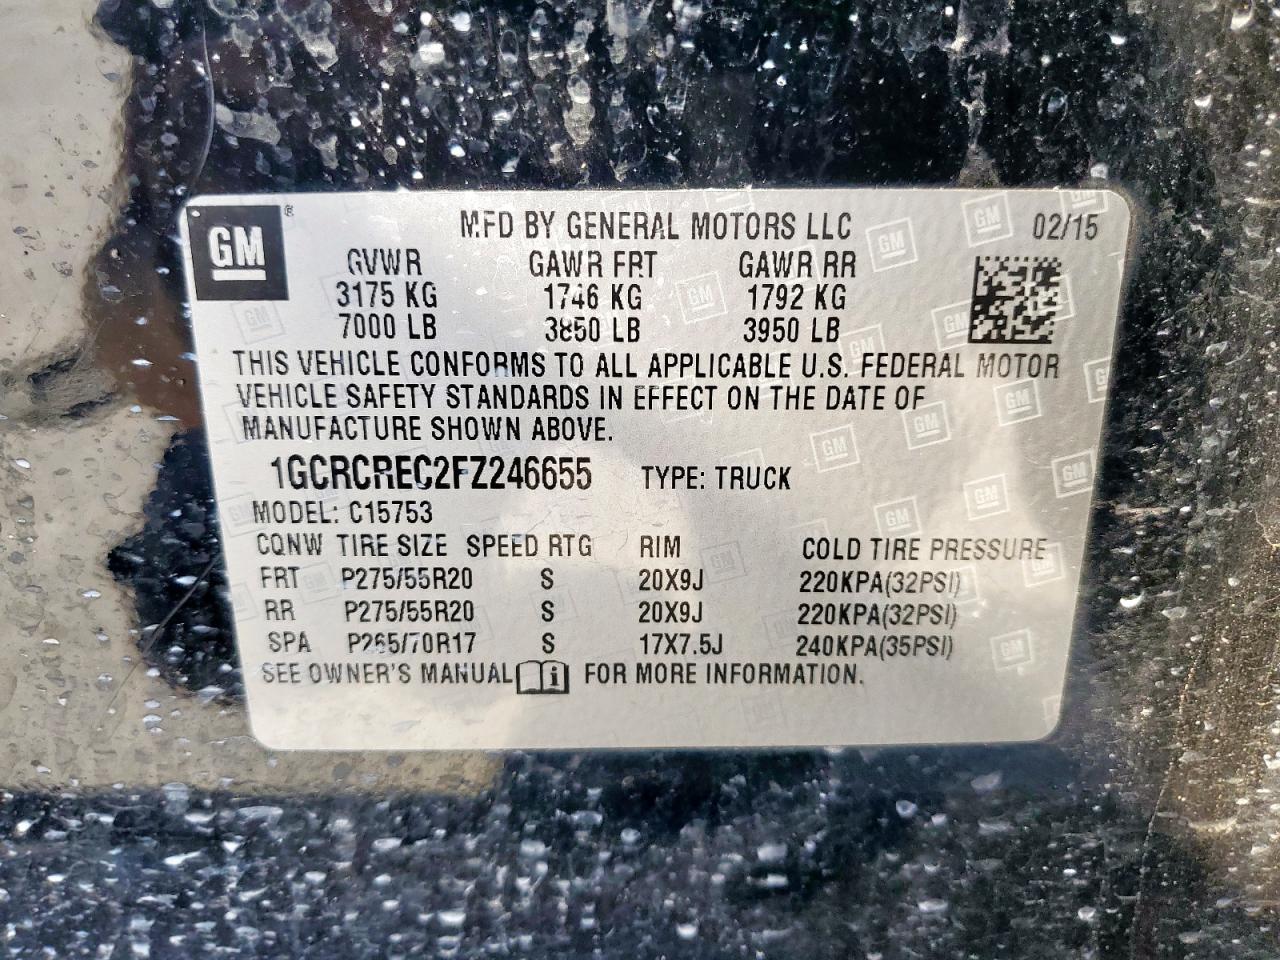 GM ®
MFD BY GENERAL MOTORS LLC 02/15
GVWR GAWR FRT GAWR RR
3175 KG 1746 KG 1792 KG
7000 LB 3850 LB 3950 LB
THIS VEHICLE CONFORMS TO ALL APPLICABLE U.S. FEDERAL MOTOR
VEHICLE SAFETY STANDARDS IN EFFECT ON THE DATE OF
MANUFACTURE SHOWN ABOVE.
1GCRCREC2FZ246655 TYPE: TRUCK
MODEL: C15753
CQNW TIRE SIZE SPEED RTG RIM COLD TIRE PRESSURE
FRT P275/55R20 S 20X9J 220KPA(32PSI)
RR P275/55R20 S 20X9J 220KPA(32PSI)
SPA P265/70R17 S 17X7.5J 240KPA(35PSI)
SEE OWNER'S MANUAL FOR MORE INFORMATION.